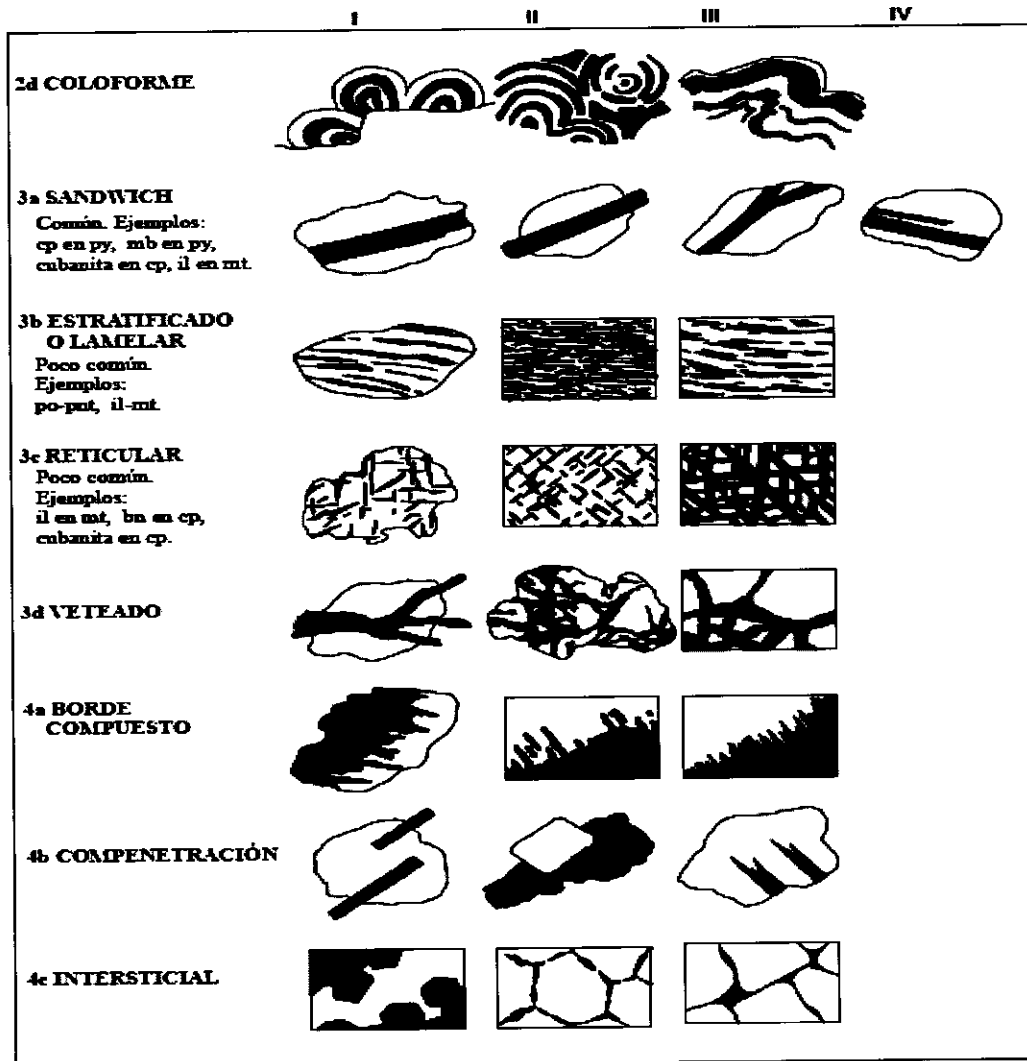 I II III IV
2d COLOFORME
3a SANDWICH
Común. Ejemplos:
cp en py, mb en py,
cubanita en cp, il en mt.
3b ESTRATIFICADO
O LAMELAR
Poco común.
Ejemplos:
po-pnt, il-mt.
3c RETICULAR
Poco común.
Ejemplos:
il en mt, bn en cp,
cubanita en cp.
3d VETEADO
4a BORDE
COMPUESTO
4b COMPENETRACIÓN
4c INTERSTICIAL